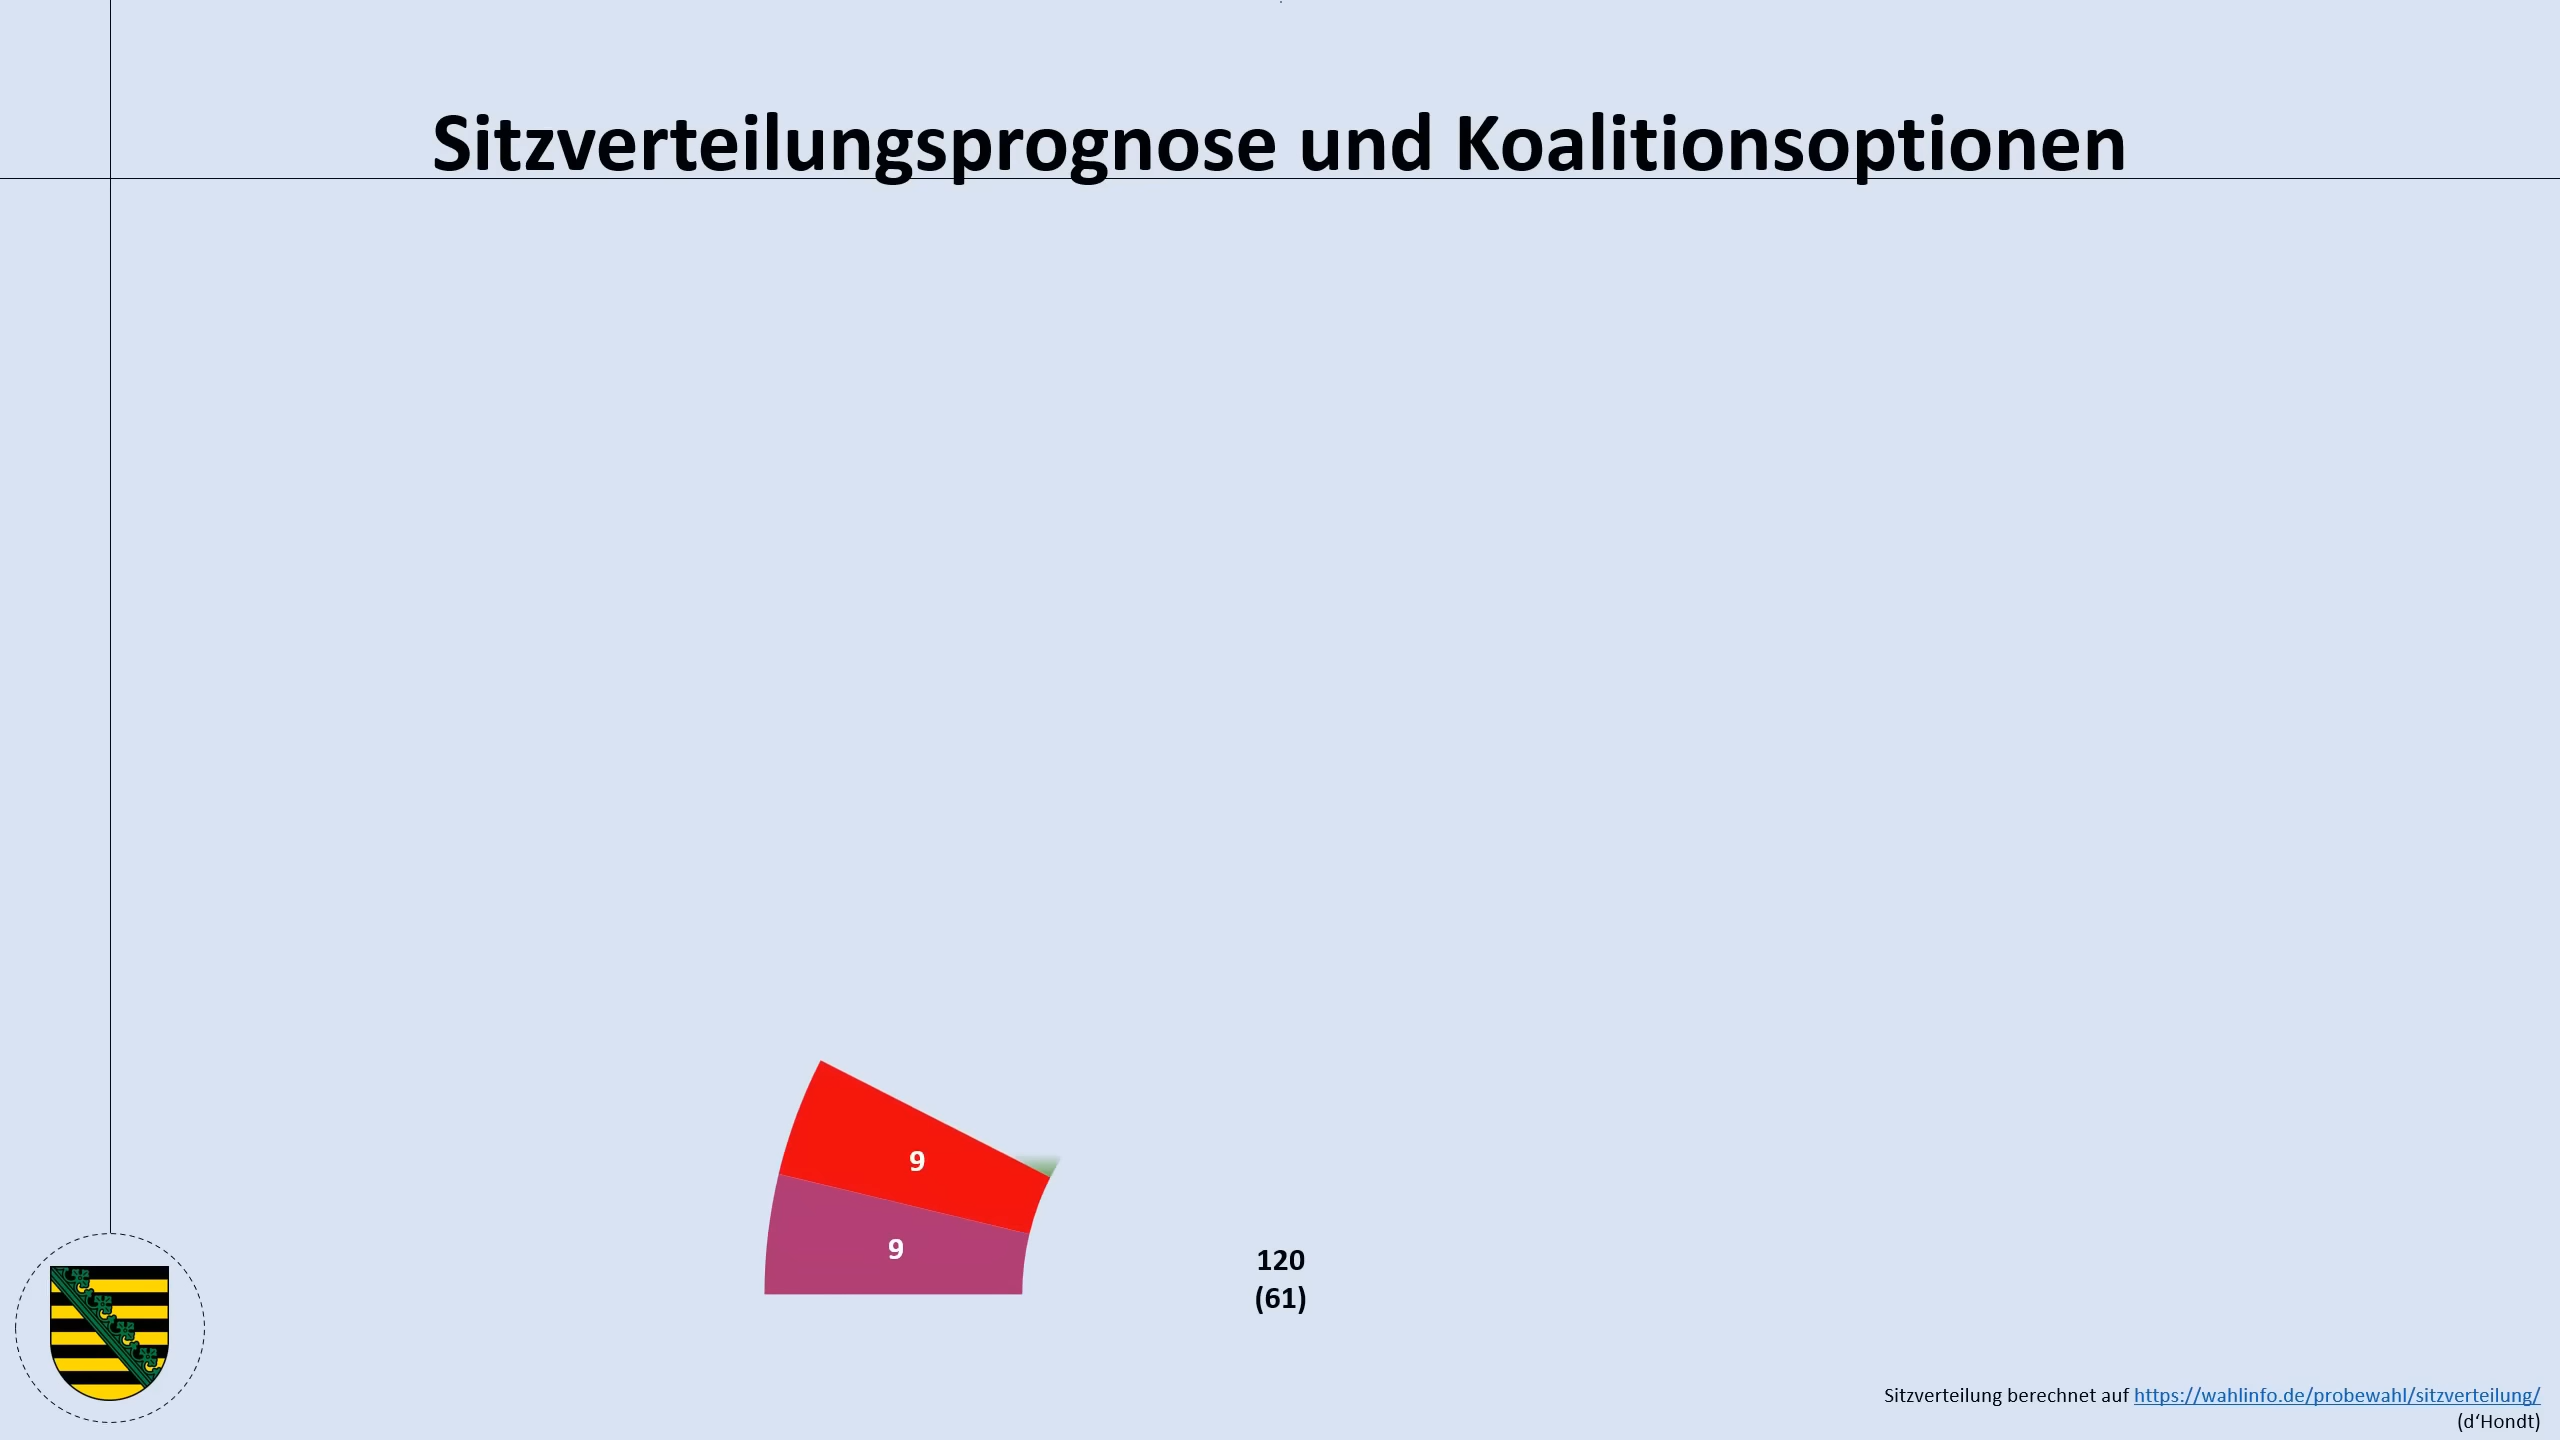 Sitzverteilungsprognose und Koalitionsoptionen
9
9
120
(61)
Sitzverteilung berechnet auf https://wahlinfo.de/probewahl/sitzverteilung/
(d‘Hondt)